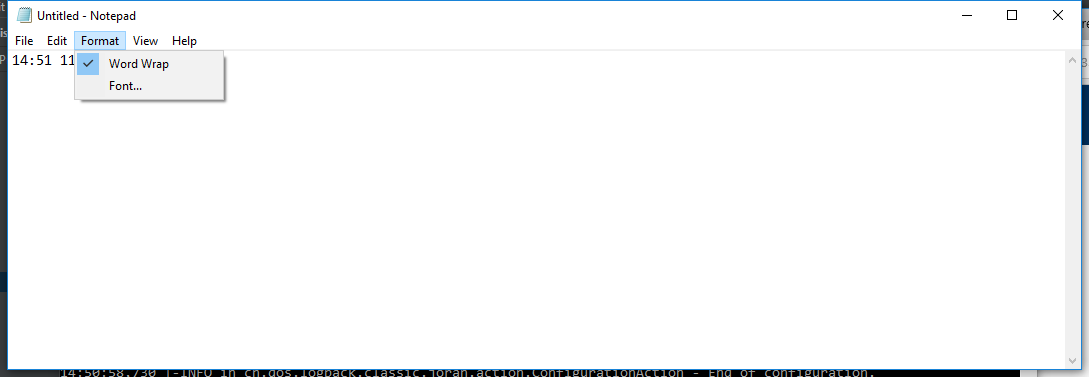 Untitled - Notepad
File Edit Format View Help
14:51 11
Word Wrap
Font...
14:50:58,730 |-INFO in ch.qos.logback.classic.joran.action.ConfigurationAction - End of configuration.